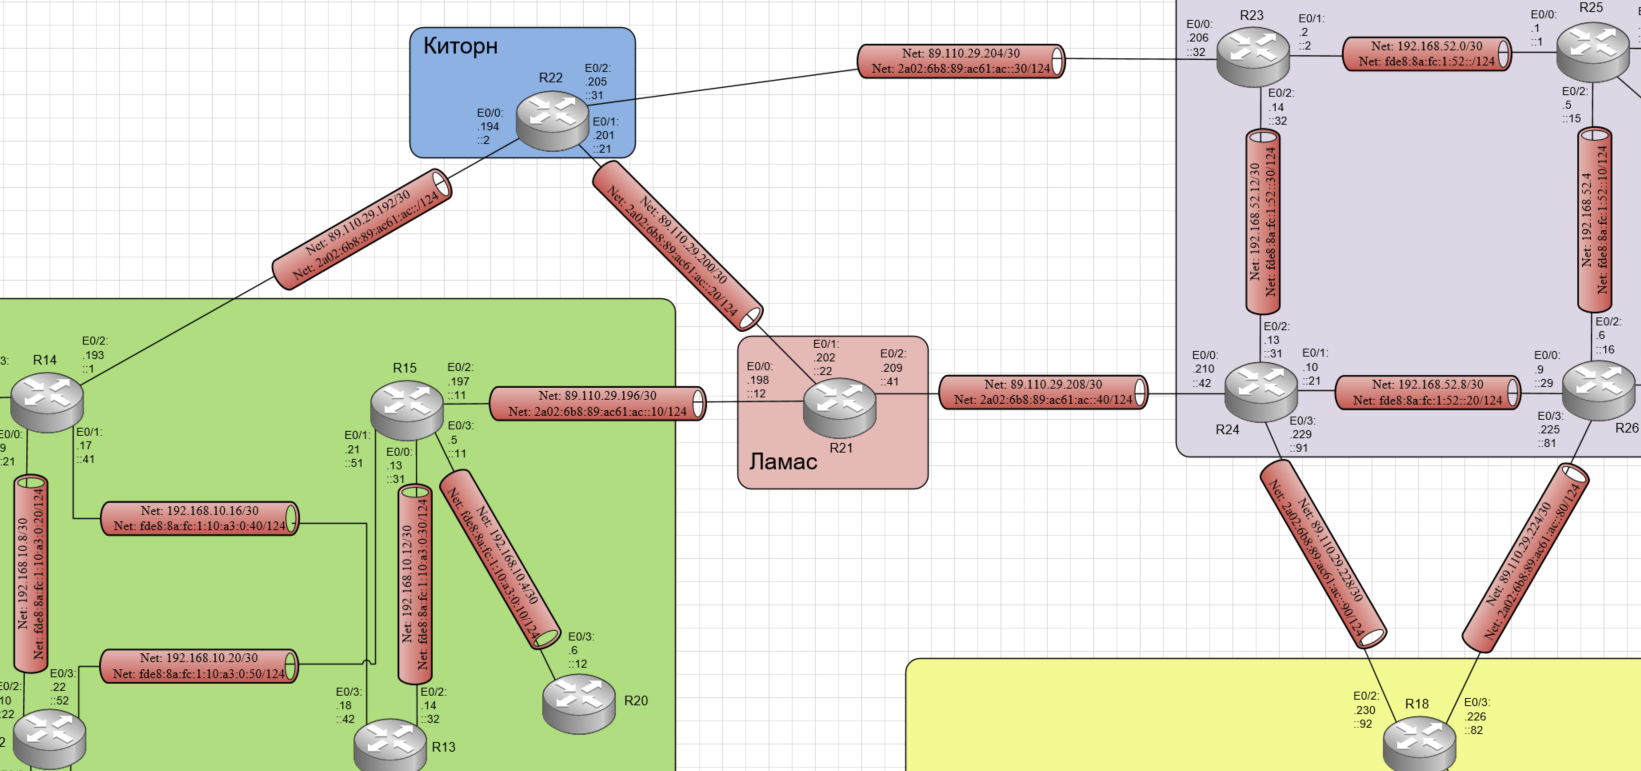 Киторн
R22
E0/2:
.205
::31
E0/0:
.194
::2
E0/1:
.201
::21
Net: 89.110.29.204/30
Net: 2a02:6b8:89:ac61:ac::30/124
R23
E0/0:
.206
::32
E0/1:
.2
::2
E0/2:
.14
::32
Net: 192.168.52.0/30
Net: fde8:8a:fc:1:52::/124
R25
E0/0:
.1
::1
E0/2:
.5
::15
Net: 89.110.29.192/30
Net: 2a02:6b8:89:ac61:ac::/124
Net: 89.110.29.200/30
Net: 2a02:6b8:89:ac61:ac::20/124
Net: 192.168.52.12/30
Net: fde8:8a:fc:1:52::30/124
Net: 192.168.52.4
Net: fde8:8a:fc:1:52::10/124
3:
R14
E0/2:
.193
::1
E0/0:
9
:21
E0/1:
.17
::41
R15
E0/2:
.197
::11
E0/1:
.21
::51
E0/0:
.13
::31
E0/3:
.5
::11
Net: 89.110.29.196/30
Net: 2a02:6b8:89:ac61:ac::10/124
E0/0:
.198
::12
E0/1:
.202
::22
E0/2:
.209
::41
R21
Ламас
Net: 89.110.29.208/30
Net: 2a02:6b8:89:ac61:ac::40/124
E0/0:
.210
::42
E0/2:
.13
::31
E0/1:
.10
::21
R24
E0/3:
.229
::91
Net: 192.168.52.8/30
Net: fde8:8a:fc:1:52::20/124
E0/0:
.9
::29
E0/2:
.6
::16
R26
E0/3:
.225
::81
Net: 192.168.10.8/30
Net: fde8:8a:fc:1:10:a3:0:20/124
Net: 192.168.10.16/30
Net: fde8:8a:fc:1:10:a3:0:40/124
Net: 192.168.10.12/30
Net: fde8:8a:fc:1:10:a3:0:30/124
Net: 192.168.10.4/30
Net: fde8:8a:fc:1:10:a3:0:10/124
Net: 89.110.29.228/30
Net: 2a02:6b8:89:ac61:ac::90/124
Net: 89.110.29.224/30
Net: 2a02:6b8:89:ac61:ac::80/124
Net: 192.168.10.20/30
Net: fde8:8a:fc:1:10:a3:0:50/124
E0/2:
10
:22
E0/3:
.22
::52
2
E0/3:
.18
::42
E0/2:
.14
::32
R13
E0/3:
.6
::12
R20
E0/2:
.230
::92
R18
E0/3:
.226
::82